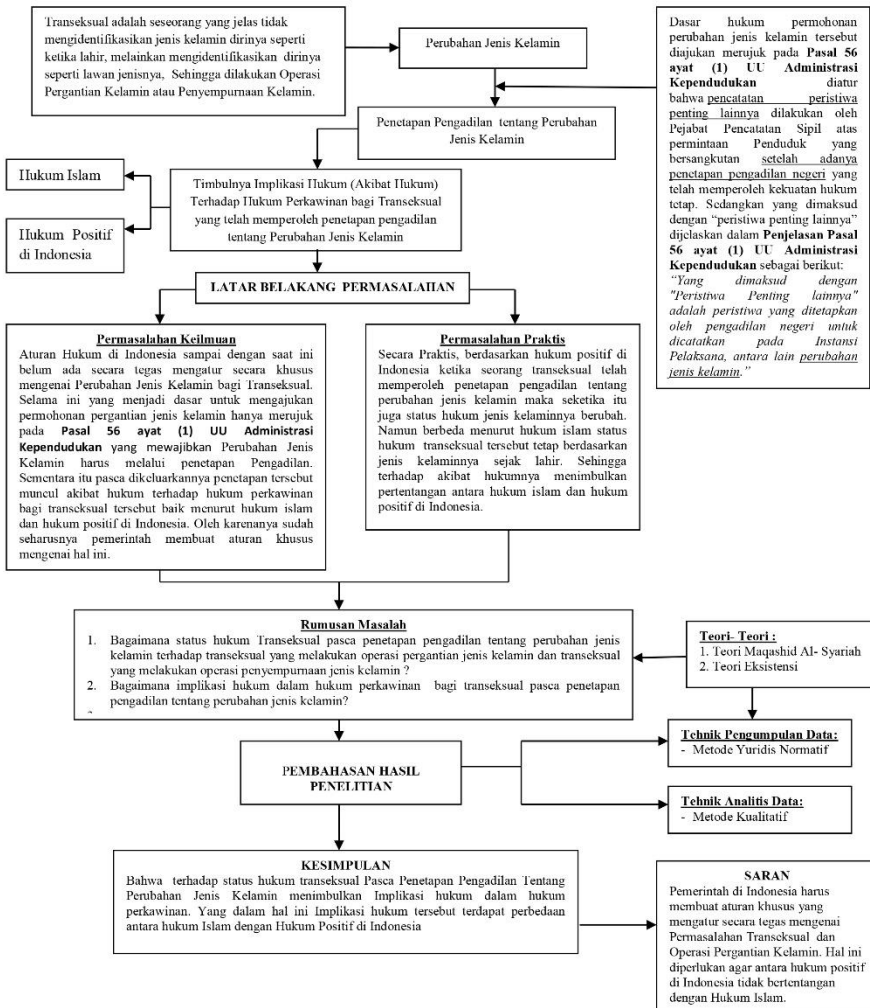 Transeksual adalah seseorang yang jelas tidak
mengidentifikasikan jenis kelamin dirinya seperti
ketika lahir, melainkan mengidentifikasikan dirinya
seperti lawan jenisnya, Sehingga dilakukan Operasi
Pergantian Kelamin atau Penyempurnaan Kelamin.
Perubahan Jenis Kelamin
Dasar hukum permohonan
perubahan jenis kelamin tersebut
diajukan merujuk pada Pasal 56
ayat (1) UU Administrasi
Kependudukan diatur
bahwa pencatatan peristiwa
penting lainnya dilakukan oleh
Pejabat Pencatatan Sipil atas
permintaan Penduduk yang
bersangkutan setelah adanya
penetapan pengadilan negeri yang
telah memperoleh kekuatan hukum
tetap. Sedangkan yang dimaksud
dengan “peristiwa penting lainnya”
dijelaskan dalam Penjelasan Pasal
56 ayat (1) UU Administrasi
Kependudukan sebagai berikut:
“Yang dimaksud dengan
"Peristiwa Penting lainnya"
adalah peristiwa yang ditetapkan
oleh pengadilan negeri untuk
dicatatkan pada Instansi
Pelaksana, antara lain perubahan
jenis kelamin.”
Penetapan Pengadilan tentang Perubahan
Jenis Kelamin
Hukum Islam
Hukum Positif
di Indonesia
Timbulnya Implikasi Hukum (Akibat Hukum)
Terhadap Hukum Perkawinan bagi Transeksual
yang telah memperoleh penetapan pengadilan
tentang Perubahan Jenis Kelamin
LATAR BELAKANG PERMASALAHAN
Permasalahan Keilmuan
Aturan Hukum di Indonesia sampai dengan saat ini
belum ada secara tegas mengatur secara khusus
mengenai Perubahan Jenis Kelamin bagi Transeksual.
Selama ini yang menjadi dasar untuk mengajukan
permohonan pergantian jenis kelamin hanya merujuk
pada Pasal 56 ayat (1) UU Administrasi
Kependudukan yang mewajibkan Perubahan Jenis
Kelamin harus melalui penetapan Pengadilan.
Sementara itu pasca dikeluarkannya penetapan tersebut
muncul akibat hukum terhadap hukum perkawinan
bagi transeksual tersebut baik menurut hukum islam
dan hukum positif di Indonesia. Oleh karenanya sudah
seharusnya pemerintah membuat aturan khusus
mengenai hal ini.
Permasalahan Praktis
Secara Praktis, berdasarkan hukum positif di
Indonesia ketika seorang transeksual telah
memperoleh penetapan pengadilan tentang
perubahan jenis kelamin maka seketika itu
juga status hukum jenis kelaminnya berubah.
Namun berbeda menurut hukum islam status
hukum transeksual tersebut tetap berdasarkan
jenis kelaminnya sejak lahir. Sehingga
terhadap akibat hukumnya menimbulkan
pertentangan antara hukum islam dan hukum
positif di Indonesia.
Rumusan Masalah
1. Bagaimana status hukum Transeksual pasca penetapan pengadilan tentang perubahan jenis
kelamin terhadap transeksual yang melakukan operasi pergantian jenis kelamin dan transeksual
yang melakukan operasi penyempurnaan jenis kelamin ?
2. Bagaimana implikasi hukum dalam hukum perkawinan bagi transeksual pasca penetapan
pengadilan tentang perubahan jenis kelamin?
Teori- Teori :
1. Teori Maqashid Al- Syariah
2. Teori Eksistensi
PEMBAHASAN HASIL
PENELITIAN
Tehnik Pengumpulan Data:
- Metode Yuridis Normatif
Tehnik Analitis Data:
- Metode Kualitatif
KESIMPULAN
Bahwa terhadap status hukum transeksual Pasca Penetapan Pengadilan Tentang
Perubahan Jenis Kelamin menimbulkan Implikasi hukum dalam hukum
perkawinan. Yang dalam hal ini Implikasi hukum tersebut terdapat perbedaan
antara hukum Islam dengan Hukum Positif di Indonesia
SARAN
Pemerintah di Indonesia harus
membuat aturan khusus yang
mengatur secara tegas mengenai
Permasalahan Transeksual dan
Operasi Pergantian Kelamin. Hal ini
diperlukan agar antara hukum positif
di Indonesia tidak bertentangan
dengan Hukum Islam.